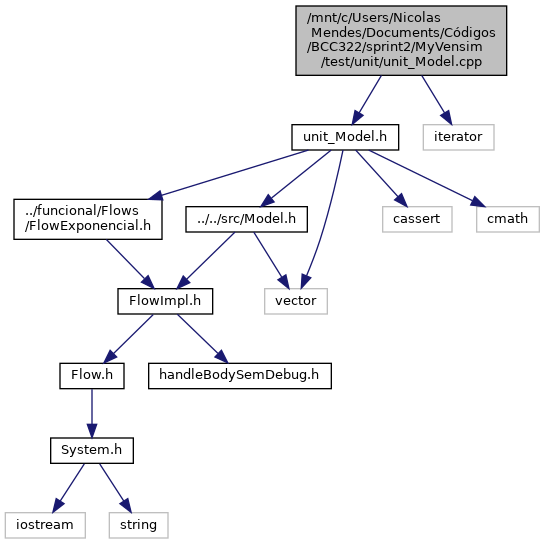 /mnt/c/Users/Nicolas
Mendes/Documents/Códigos
/BCC322/sprint2/MyVensim
/test/unit/unit_Model.cpp
unit_Model.h
iterator
../funcional/Flows
/FlowExponencial.h
../../src/Model.h
cassert
cmath
FlowImpl.h
vector
Flow.h
handleBodySemDebug.h
System.h
iostream
string